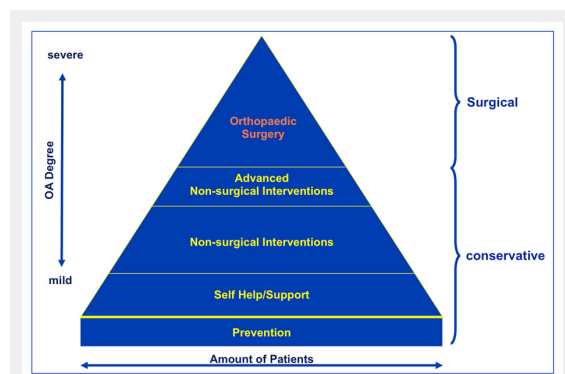 severe
OA Degree
mild
Orthopaedic
Surgery
Advanced
Non-surgical Interventions
Non-surgical Interventions
Self Help/Support
Prevention
Amount of Patients
Surgical
conservative